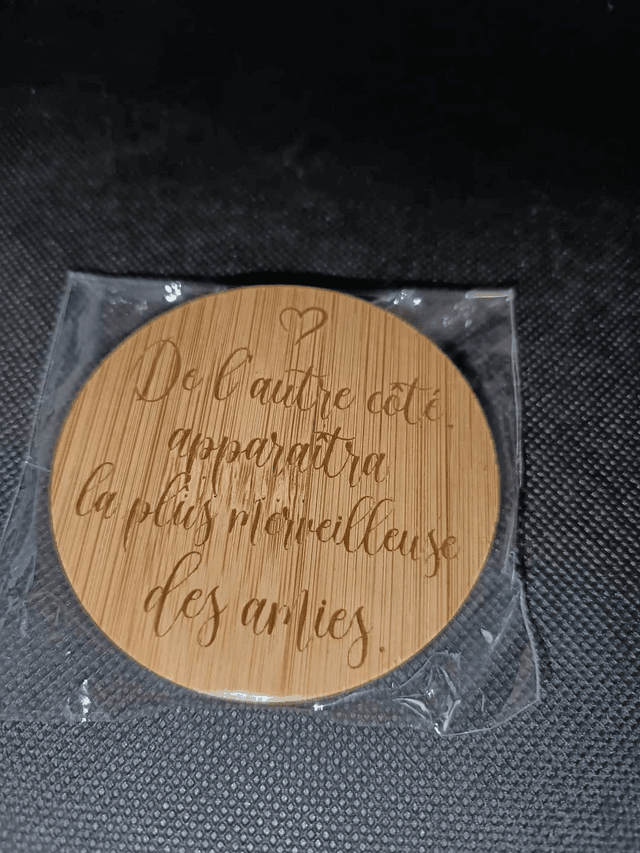 De l'autre côté.
apparaîtra
la plus merveilleuse
des amies.